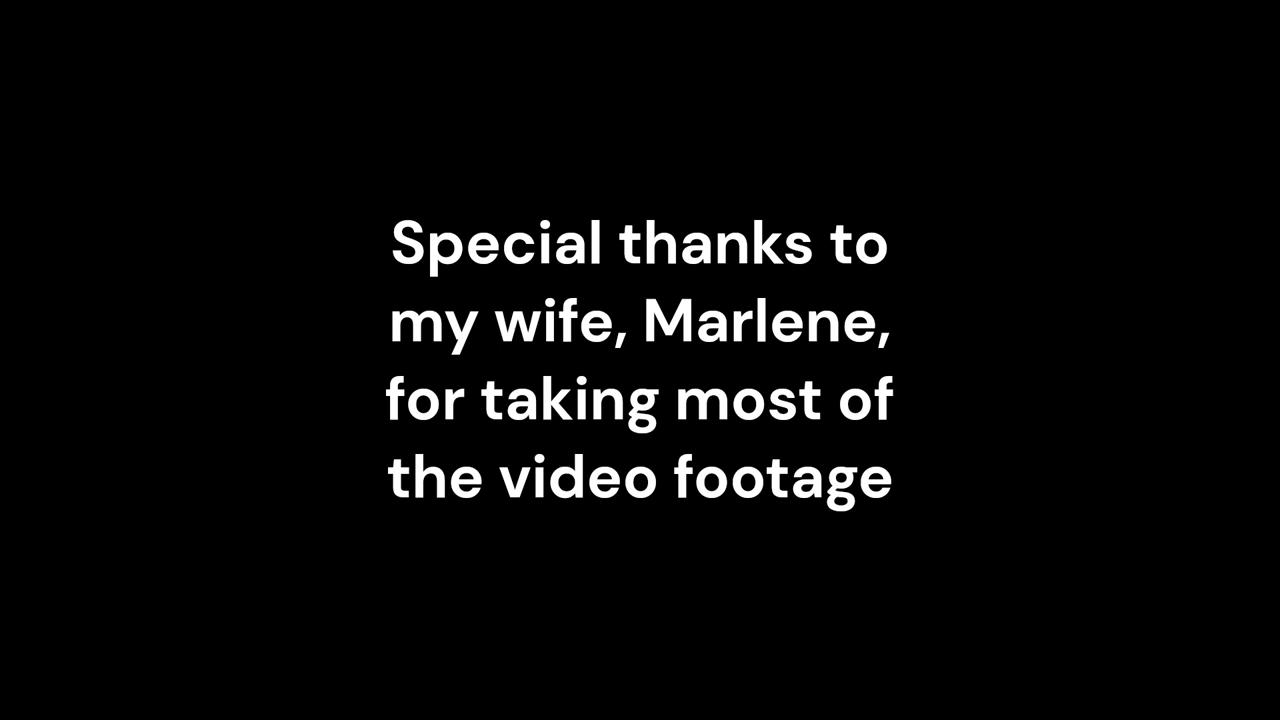 Special thanks to
my wife, Marlene,
for taking most of
the video footage